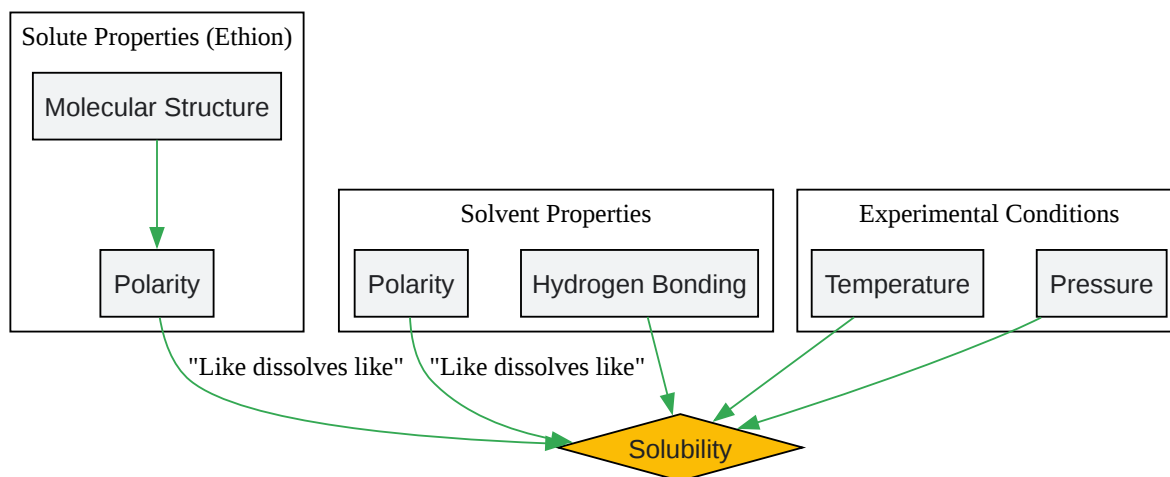 Solute Properties (Ethion)
Molecular Structure
Polarity
Solvent Properties
Polarity
Hydrogen Bonding
Experimental Conditions
Temperature
Pressure
"Like dissolves like"
"Like dissolves like"
Solubility